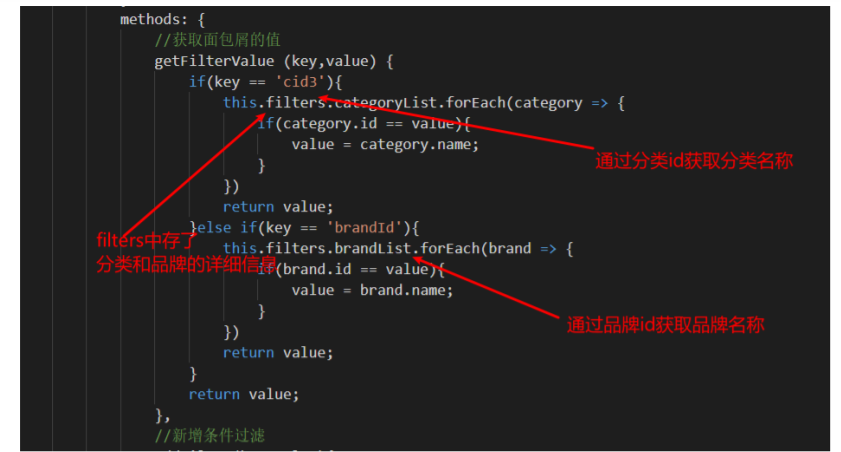 methods: {
//获取面包屑的值
getFilterValue (key,value) {
if(key == 'cid3'){
this.filters.categoryList.forEach(category => {
if(category.id == value){
value = category.name;
}
})
return value;
}else if(key == 'brandId'){
this.filters.brandList.forEach(brand => {
if(brand.id == value){
value = brand.name;
}
})
return value;
}
return value;
},
//新增条件过滤
通过分类id获取分类名称
filters中存了
分类和品牌的详细信息
通过品牌id获取品牌名称